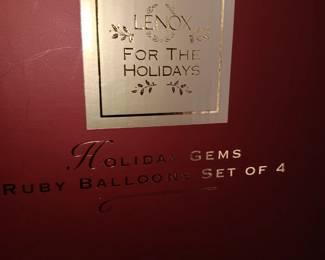 LENOX
FOR THE
HOLIDAYS
HOLIDAY GEMS
RUBY BALLOONS SET OF 4